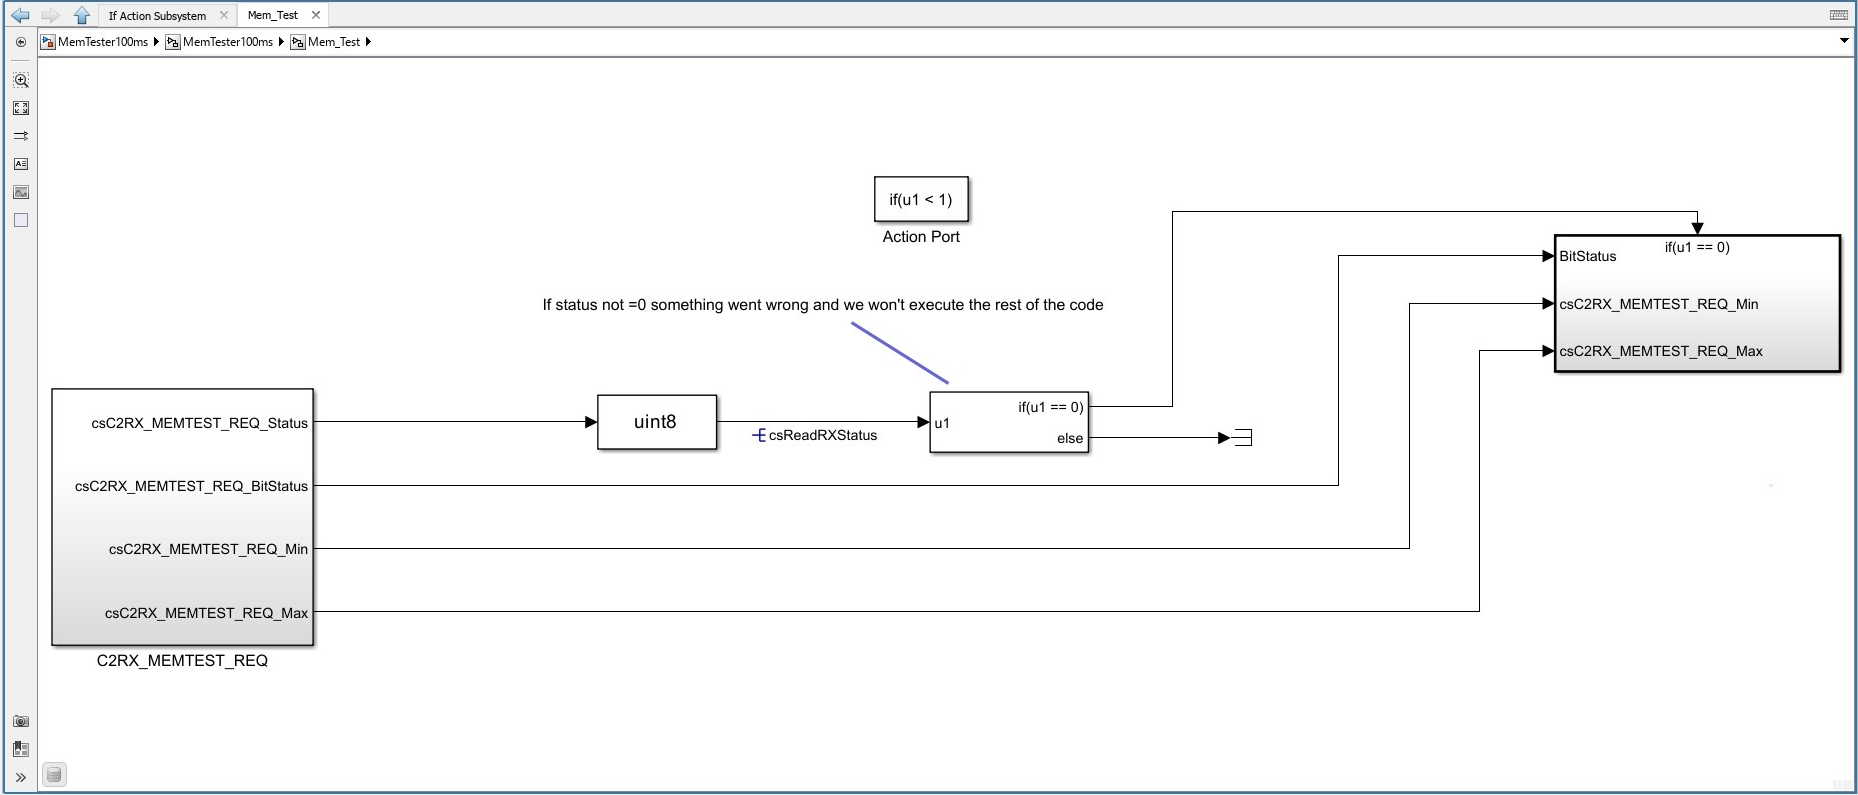 If Action Subsystem
Mem_Test
MemTester100ms
MemTester100ms
Mem_Test
if(u1 < 1)
Action Port
If status not =0 something went wrong and we won't execute the rest of the code
csC2RX_MEMTEST_REQ_Status
csC2RX_MEMTEST_REQ_BitStatus
csC2RX_MEMTEST_REQ_Min
csC2RX_MEMTEST_REQ_Max
C2RX_MEMTEST_REQ
uint8
csReadRXStatus
u1
if(u1 == 0)
else
if(u1 == 0)
BitStatus
csC2RX_MEMTEST_REQ_Min
csC2RX_MEMTEST_REQ_Max